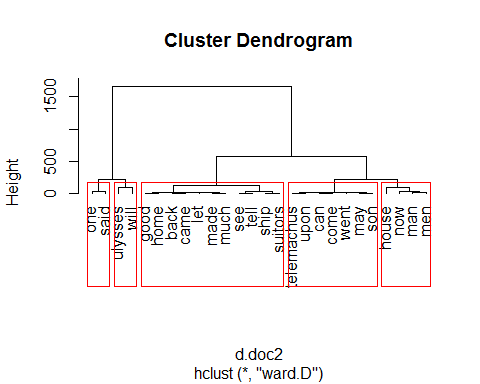 Cluster Dendrogram
Height
0
500
1500
one
said
ulysses
will
good
home
back
came
let
made
much
see
tell
ship
suitors
telemachus
upon
can
come
went
may
son
house
now
man
men
d.doc2
hclust (*, "ward.D")